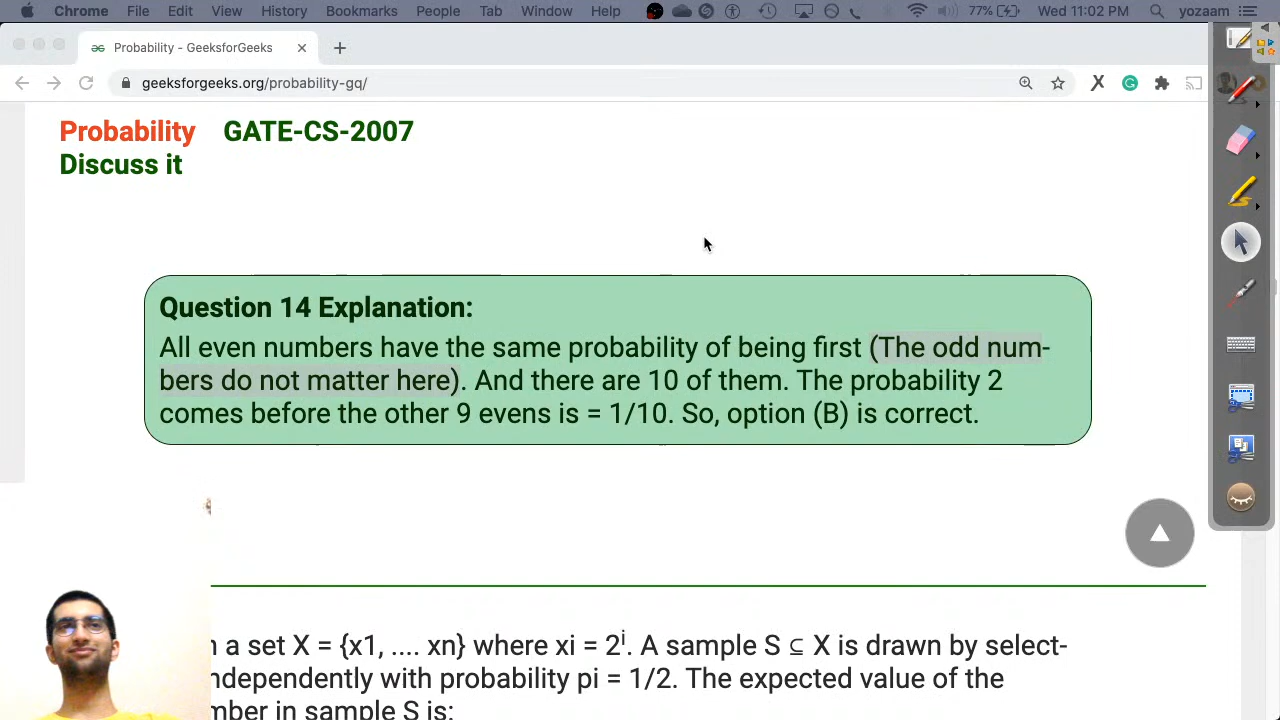 Chrome File Edit View History Bookmarks People Tab Window Help 77% Wed 11:02 PM yozaam
Probability - GeeksforGeeks
geeksforgeeks.org/probability-gq/
Probability GATE-CS-2007
Discuss it
Question 14 Explanation:
All even numbers have the same probability of being first (The odd num-
bers do not matter here). And there are 10 of them. The probability 2
comes before the other 9 evens is = 1/10. So, option (B) is correct.
a set X = {x1, .... xn} where xi = 2ⁱ. A sample S ⊆ X is drawn by select-
ndependently with probability pi = 1/2. The expected value of the
mber in sample S is: